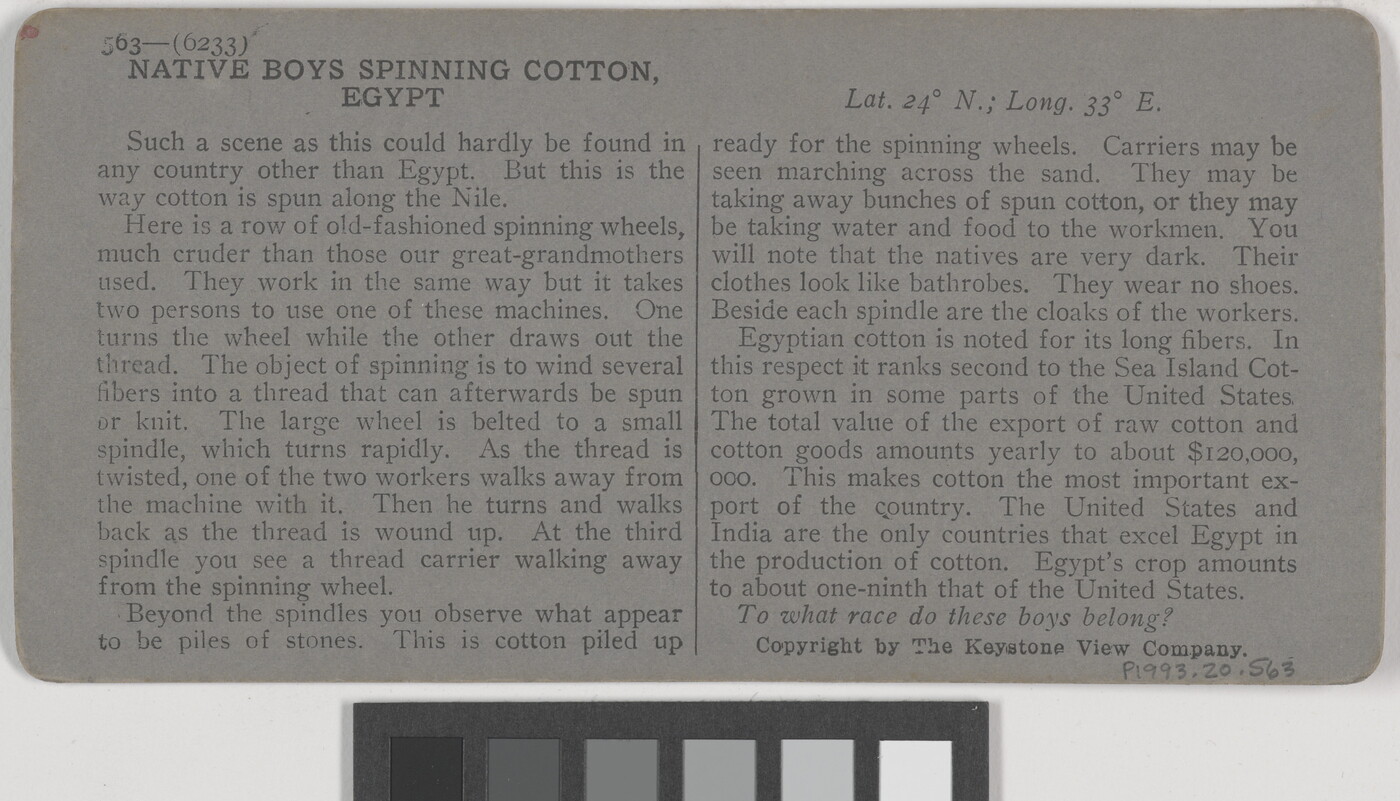 563—(6233)
NATIVE BOYS SPINNING COTTON,
EGYPT
Lat. 24° N.; Long. 33° E.
Such a scene as this could hardly be found in
any country other than Egypt. But this is the
way cotton is spun along the Nile.
Here is a row of old-fashioned spinning wheels,
much cruder than those our great-grandmothers
used. They work in the same way but it takes
two persons to use one of these machines. One
turns the wheel while the other draws out the
thread. The object of spinning is to wind several
fibers into a thread that can afterwards be spun
or knit. The large wheel is belted to a small
spindle, which turns rapidly. As the thread is
twisted, one of the two workers walks away from
the machine with it. Then he turns and walks
back as the thread is wound up. At the third
spindle you see a thread carrier walking away
from the spinning wheel.
Beyond the spindles you observe what appear
to be piles of stones. This is cotton piled up
ready for the spinning wheels. Carriers may be
seen marching across the sand. They may be
taking away bunches of spun cotton, or they may
be taking water and food to the workmen. You
will note that the natives are very dark. Their
clothes look like bathrobes. They wear no shoes.
Beside each spindle are the cloaks of the workers.
Egyptian cotton is noted for its long fibers. In
this respect it ranks second to the Sea Island Cot-
ton grown in some parts of the United States.
The total value of the export of raw cotton and
cotton goods amounts yearly to about $120,000,
000. This makes cotton the most important ex-
port of the country. The United States and
India are the only countries that excel Egypt in
the production of cotton. Egypt's crop amounts
to about one-ninth that of the United States.
To what race do these boys belong?
Copyright by The Keystone View Company.
P1993.20.563